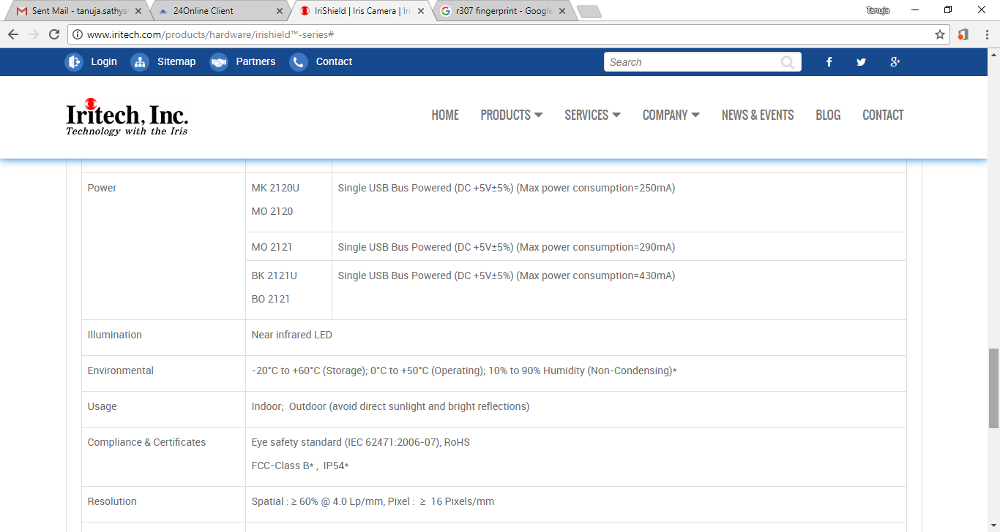 Sent Mail - tanuja.sathya
24Online Client
IriShield | Iris Camera | Iri
r307 fingerprint - Google
Tanuja
www.iritech.com/products/hardware/irishield™-series#
Login
Sitemap
Partners
Contact
Search
Iritech, Inc.
Technology with the Iris
HOME
PRODUCTS
SERVICES
COMPANY
NEWS & EVENTS
BLOG
CONTACT
Power
MK 2120U
Single USB Bus Powered (DC +5V±5%) (Max power consumption=250mA)
MO 2120
MO 2121
Single USB Bus Powered (DC +5V±5%) (Max power consumption=290mA)
BK 2121U
Single USB Bus Powered (DC +5V±5%) (Max power consumption=430mA)
BO 2121
Illumination
Near infrared LED
Environmental
-20°C to +60°C (Storage); 0°C to +50°C (Operating); 10% to 90% Humidity (Non-Condensing)*
Usage
Indoor;  Outdoor (avoid direct sunlight and bright reflections)
Compliance & Certificates
Eye safety standard (IEC 62471:2006-07), RoHS
FCC-Class B* ,  IP54*
Resolution
Spatial : ≥ 60% @ 4.0 Lp/mm, Pixel :  ≥  16 Pixels/mm